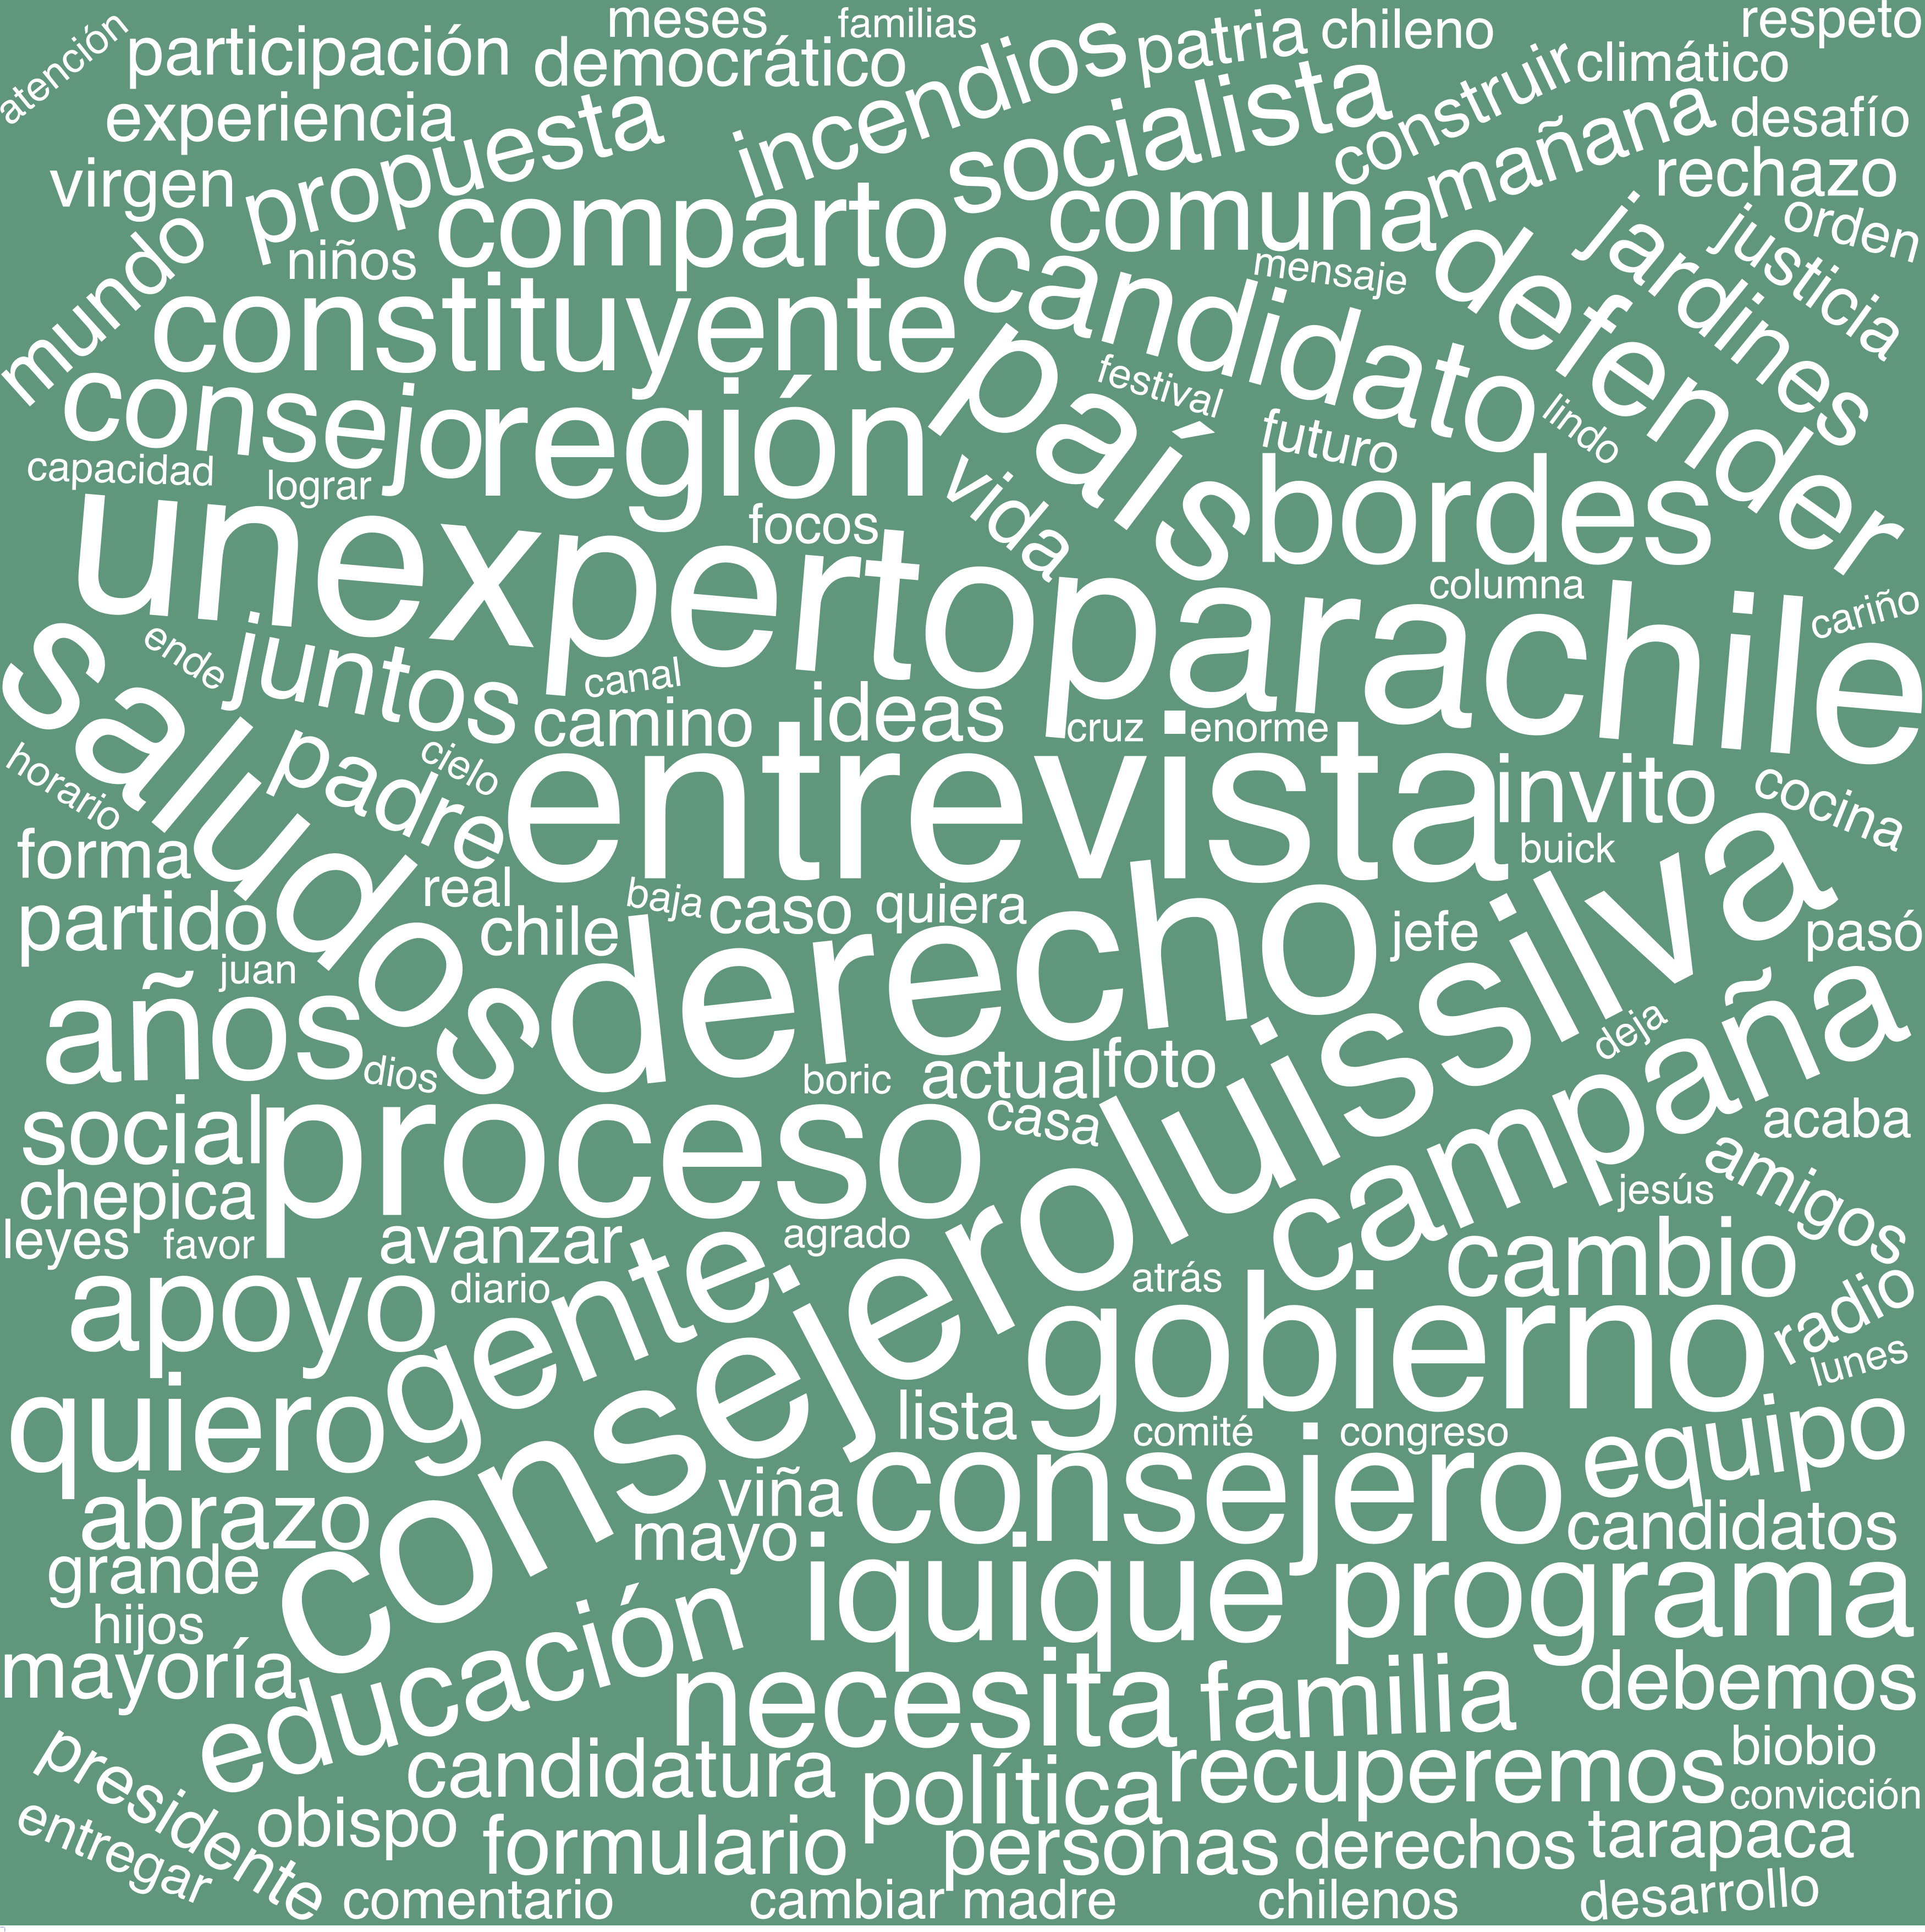 atención
participación
meses
familias
democrático
incendios
patria
chileno
respeto
climático
experiencia
propuesta
socialista
construir
mañana
desafío
rechazo
virgen
mundo
niños
comparto
comuna
defender
jardines
justicia
orden
constituyente
candidato
mensaje
consejo
región
país
festival
futuro
lindo
capacidad
lograr
vida
bordes
focos
unexpertoparachile
columna
cariño
saludos
ende
juntos
canal
camino
ideas
cruz
enorme
horario
padre
cielo
entrevista
invito
cocina
buick
forma
real
baja
caso
quiera
partido
chile
derecho
jefe
pasó
juan
años
dios
boric
actual
foto
deja
consejeroluissilva
campaña
social
proceso
casa
acaba
chepica
jesús
amigos
leyes
favor
avanzar
agrado
cambio
apoyo
diario
gente
atrás
gobierno
radio
lunes
quiero
lista
comité
congreso
equipo
abrazo
viña
consejero
candidatos
mayo
grande
hijos
iquique
programa
mayoría
educación
necesita
familia
debemos
presidente
candidatura
política
recuperemos
biobio
convicción
entregar
obispo
formulario
personas
derechos
tarapaca
comentario
cambiar
madre
chilenos
desarrollo